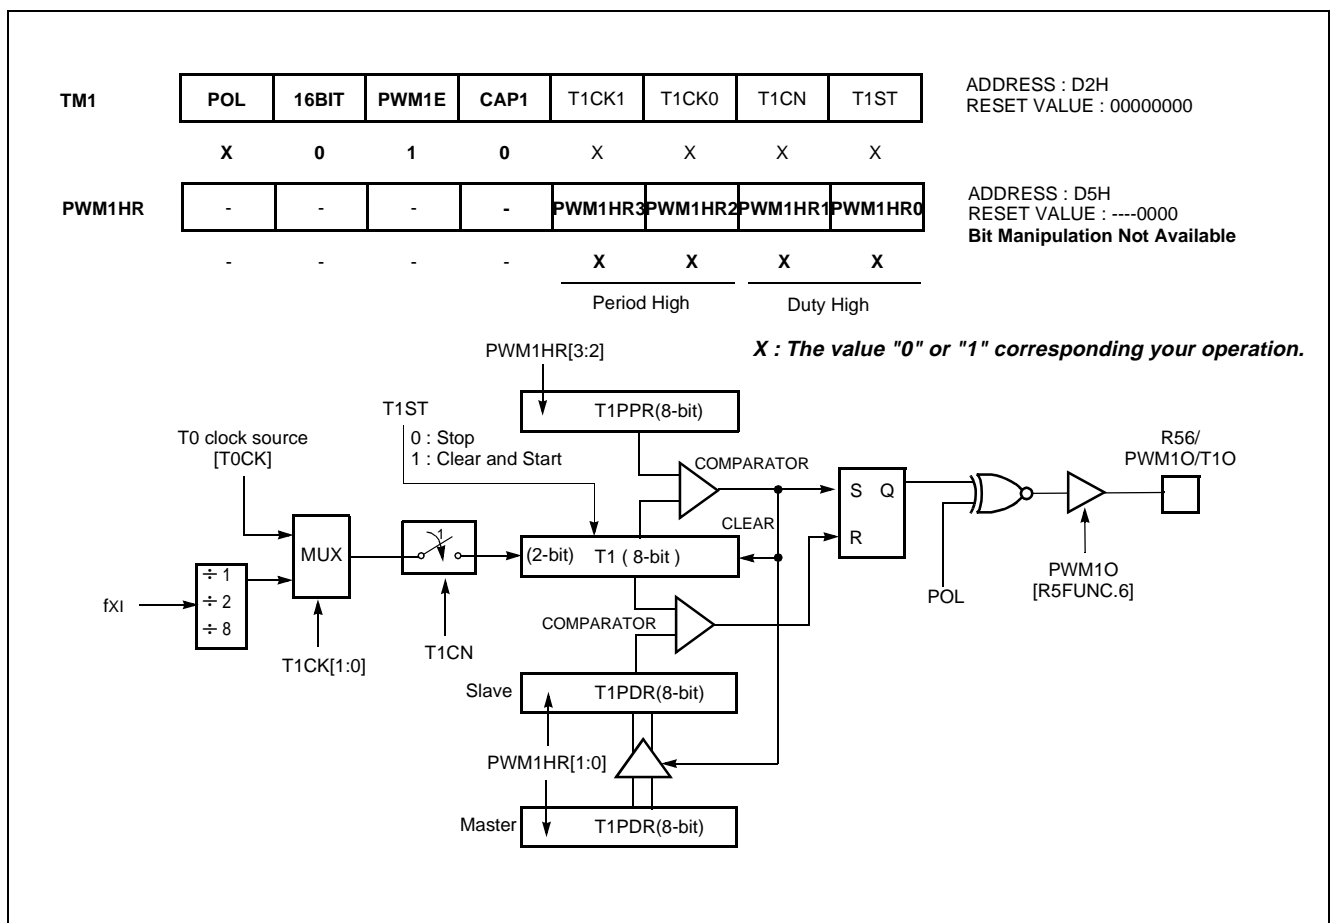 TM1 POL 16BIT PWM1E CAP1 T1CK1 T1CK0 T1CN T1ST
ADDRESS : D2H
RESET VALUE : 00000000
X 0 1 0 X X X X
PWM1HR - - - - PWM1HR3 PWM1HR2 PWM1HR1 PWM1HR0
ADDRESS : D5H
RESET VALUE : ----0000
Bit Manipulation Not Available
- - - - X X X X
Period High Duty High
X : The value "0" or "1" corresponding your operation.
PWM1HR[3:2]
T1PPR(8-bit)
T1ST
0 : Stop
1 : Clear and Start
T0 clock source
[T0CK]
COMPARATOR
R56/
PWM1O/T1O
S Q
R
CLEAR
MUX
1
(2-bit) T1 ( 8-bit )
÷ 1
÷ 2
÷ 8
fXI
T1CK[1:0]
T1CN
COMPARATOR
POL
PWM1O
[R5FUNC.6]
Slave
T1PDR(8-bit)
PWM1HR[1:0]
Master
T1PDR(8-bit)